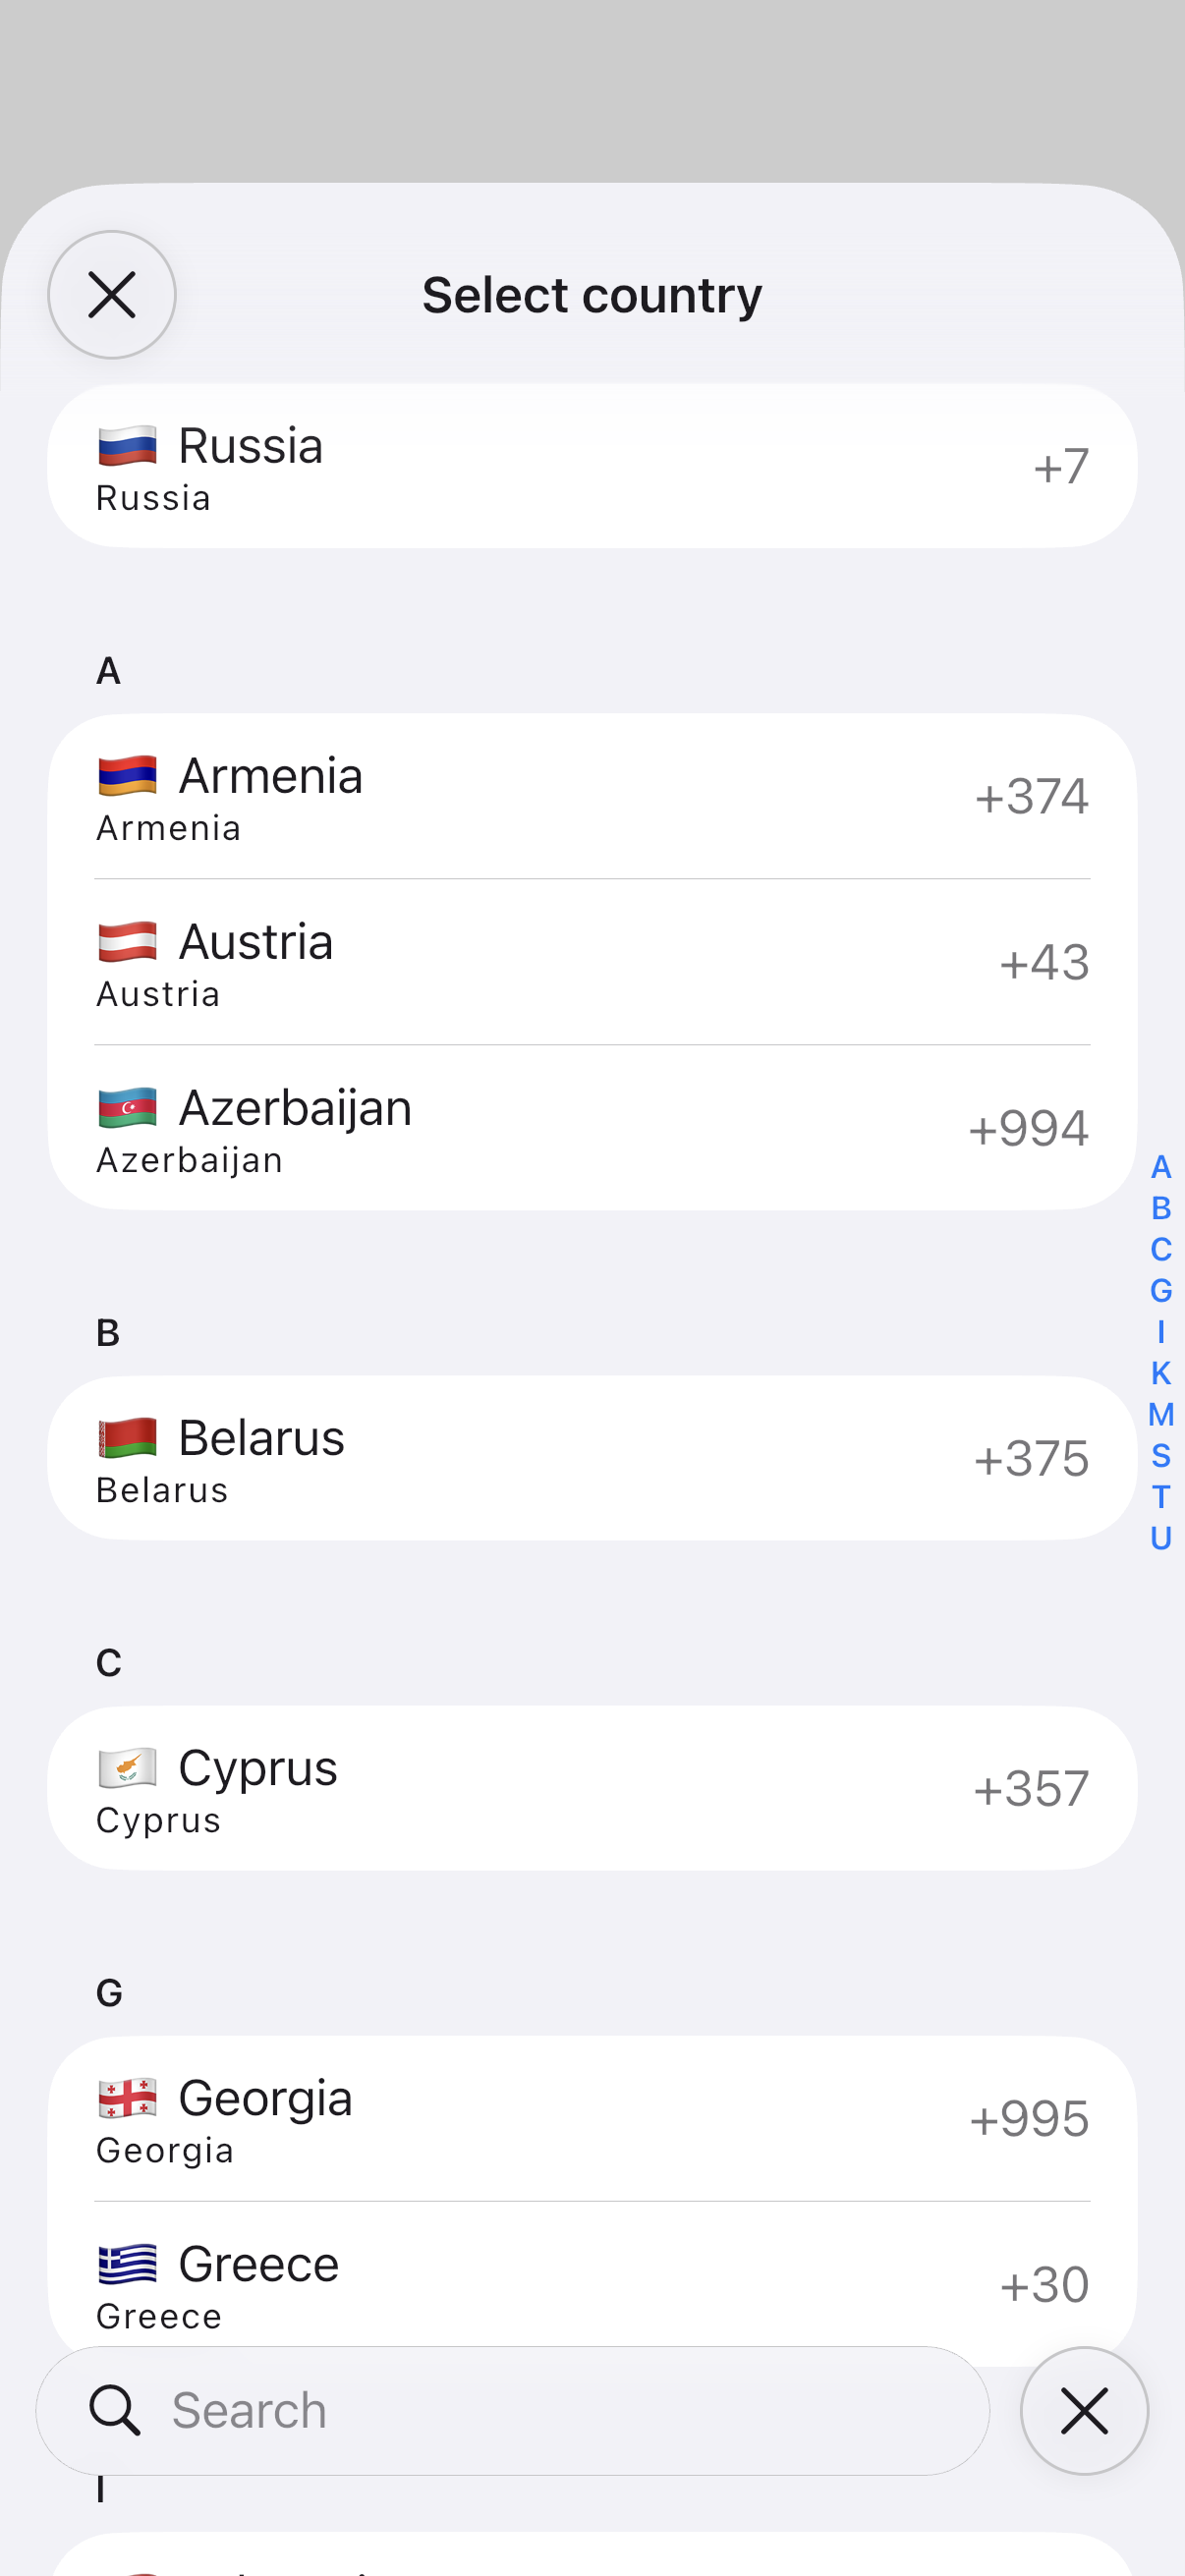 Select country
Russia
Russia
+7
A
Armenia
Armenia
+374
Austria
Austria
+43
Azerbaijan
Azerbaijan
+994
B
Belarus
Belarus
+375
C
Cyprus
Cyprus
+357
G
Georgia
Georgia
+995
Greece
Greece
+30
Search
I
A
B
C
G
I
K
M
S
T
U